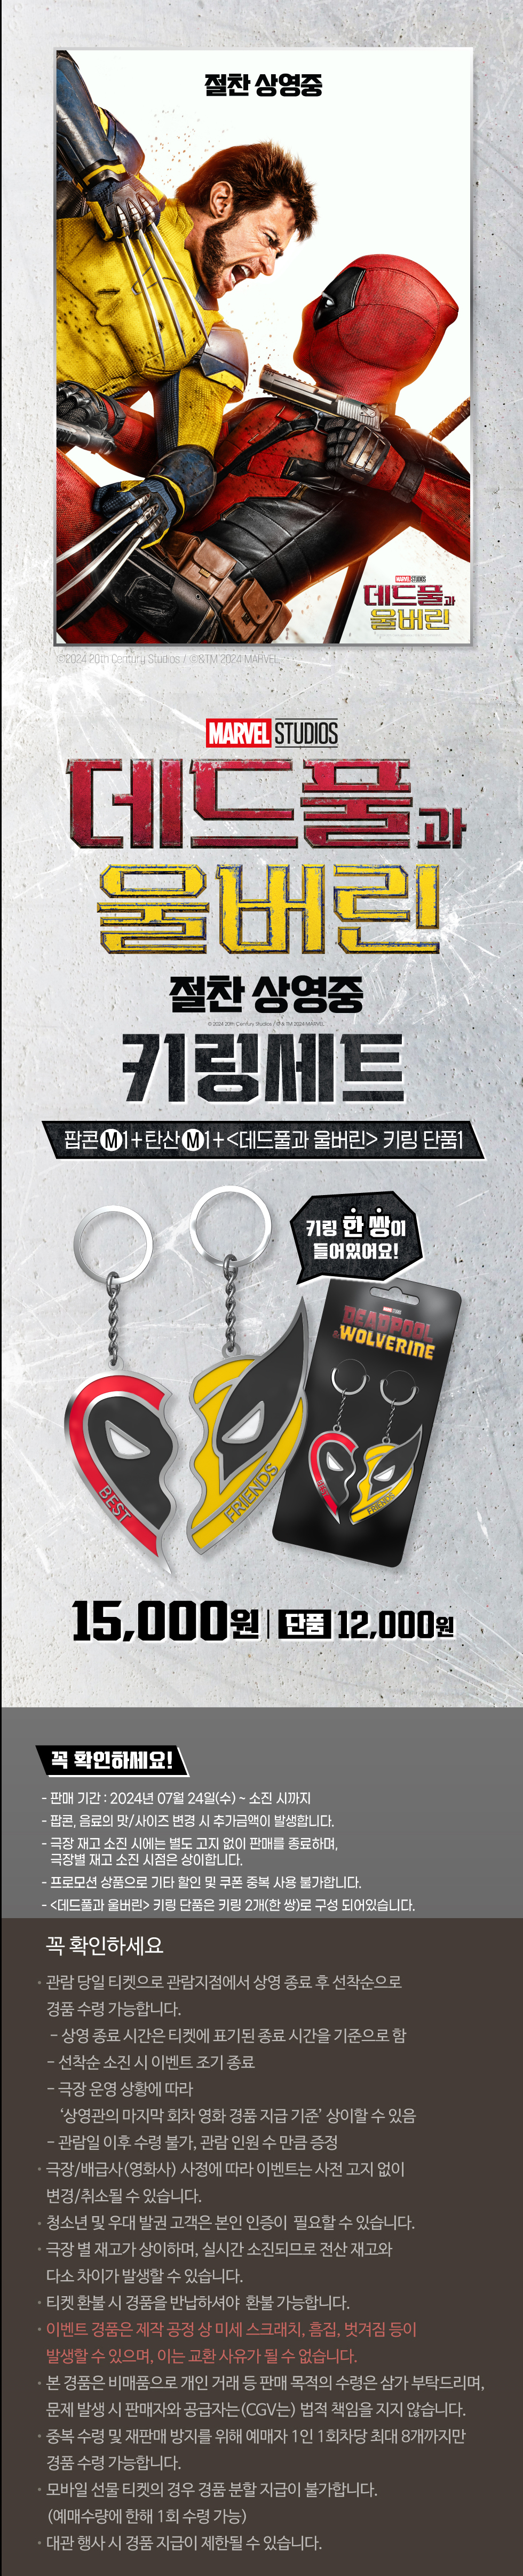 절찬 상영중
MARVEL STUDIOS
데드풀과
울버린
©2024 20th Century Studios / ©&TM 2024 MARVEL.
MARVEL STUDIOS
데드풀과
울버린
절찬 상영중
© 2024 20th Century Studios / © & TM 2024 MARVEL
키링세트
팝콘Ⓜ1+탄산Ⓜ1+<데드풀과 울버린> 키링 단품1
키링 한 쌍이
들어있어요!
DEADPOOL
&WOLVERINE
BEST
FRIENDS
BEST
FRIENDS
15,000원 | 단품 12,000원
꼭 확인하세요!
- 판매 기간 : 2024년 07월 24일(수) ~ 소진 시까지
- 팝콘, 음료의 맛/사이즈 변경 시 추가금액이 발생합니다.
- 극장 재고 소진 시에는 별도 고지 없이 판매를 종료하며,
극장별 재고 소진 시점은 상이합니다.
- 프로모션 상품으로 기타 할인 및 쿠폰 중복 사용 불가합니다.
- <데드풀과 울버린> 키링 단품은 키링 2개(한 쌍)로 구성 되어있습니다.
꼭 확인하세요
• 관람 당일 티켓으로 관람지점에서 상영 종료 후 선착순으로
경품 수령 가능합니다.
- 상영 종료 시간은 티켓에 표기된 종료 시간을 기준으로 함
- 선착순 소진 시 이벤트 조기 종료
- 극장 운영 상황에 따라
‘상영관의 마지막 회차 영화 경품 지급 기준’ 상이할 수 있음
- 관람일 이후 수령 불가, 관람 인원 수 만큼 증정
• 극장/배급사(영화사) 사정에 따라 이벤트는 사전 고지 없이
변경/취소될 수 있습니다.
• 청소년 및 우대 발권 고객은 본인 인증이 필요할 수 있습니다.
• 극장 별 재고가 상이하며, 실시간 소진되므로 전산 재고와
다소 차이가 발생할 수 있습니다.
• 티켓 환불 시 경품을 반납하셔야 환불 가능합니다.
• 이벤트 경품은 제작 공정 상 미세 스크래치, 흠집, 벗겨짐 등이
발생할 수 있으며, 이는 교환 사유가 될 수 없습니다.
• 본 경품은 비매품으로 개인 거래 등 판매 목적의 수령은 삼가 부탁드리며,
문제 발생 시 판매자와 공급자는(CGV는) 법적 책임을 지지 않습니다.
• 중복 수령 및 재판매 방지를 위해 예매자 1인 1회차당 최대 8개까지만
경품 수령 가능합니다.
• 모바일 선물 티켓의 경우 경품 분할 지급이 불가합니다.
(예매수량에 한해 1회 수령 가능)
• 대관 행사 시 경품 지급이 제한될 수 있습니다.